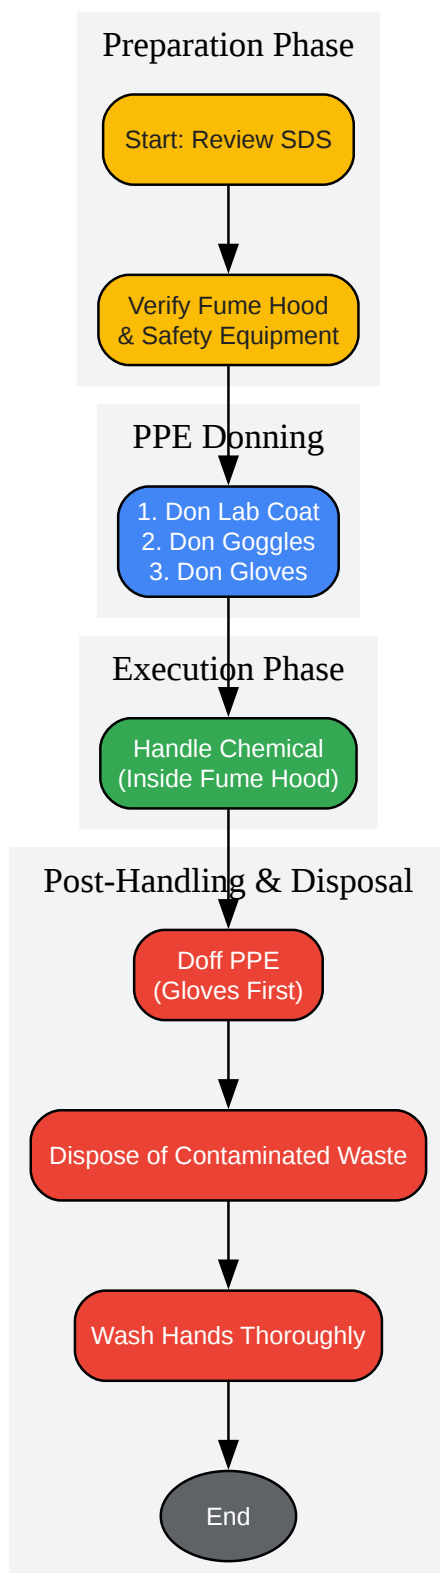 Preparation Phase
Start: Review SDS
Verify Fume Hood
& Safety Equipment
PPE Donning
1. Don Lab Coat
2. Don Goggles
3. Don Gloves
Execution Phase
Handle Chemical
(Inside Fume Hood)
Post-Handling & Disposal
Doff PPE
(Gloves First)
Dispose of Contaminated Waste
Wash Hands Thoroughly
End